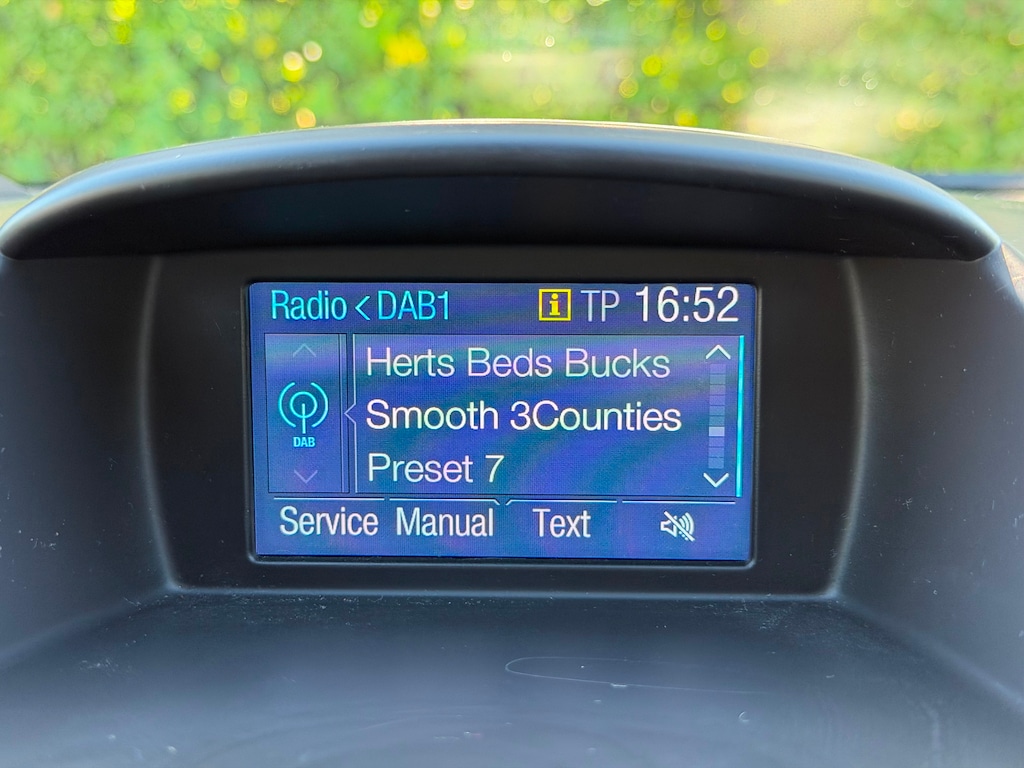 Radio < DAB1 i TP 16:52
Herts Beds Bucks
Smooth 3Counties
DAB
Preset 7
Service Manual Text